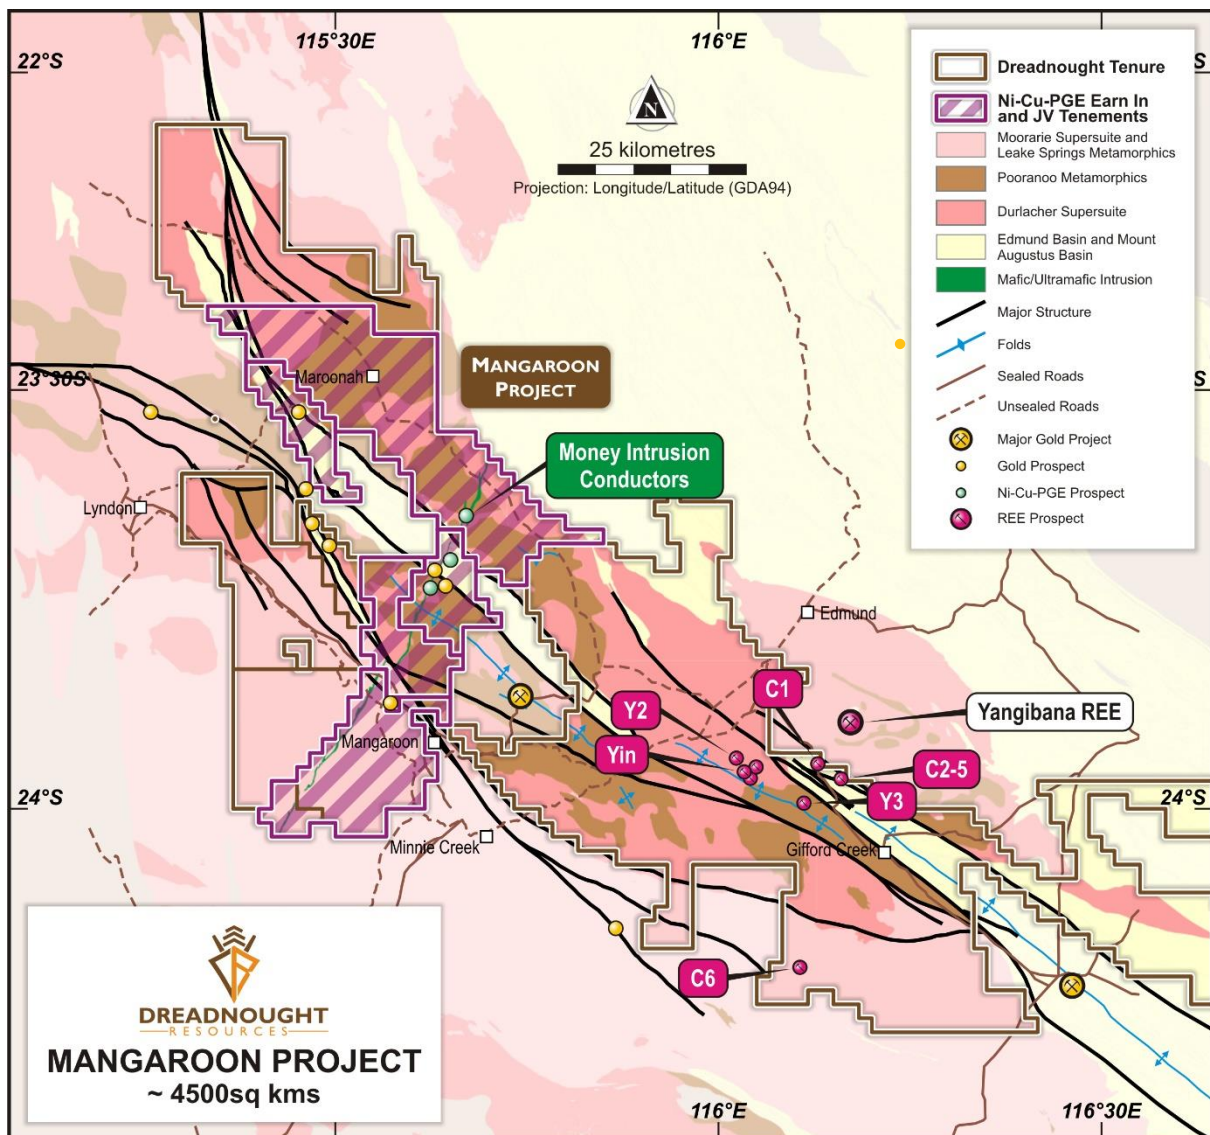 115°30E
116°E
22°S
S
N
25 kilometres
Projection: Longitude/Latitude (GDA94)
Dreadnought Tenure
Ni-Cu-PGE Earn In
and JV Tenements
Moorarie Supersuite and
Leake Springs Metamorphics
Pooranoo Metamorphics
Durlacher Supersuite
Edmund Basin and Mount
Augustus Basin
Mafic/Ultramafic Intrusion
Major Structure
Folds
Sealed Roads
Unsealed Roads
Major Gold Project
Gold Prospect
Ni-Cu-PGE Prospect
REE Prospect
23°30S
S
Maroonah
MANGAROON
PROJECT
Money Intrusion
Conductors
Lyndon
Edmund
C1
Y2
Yangibana REE
Yin
Mangaroon
C2-5
Y3
24°S
24°S
Minnie Creek
Gifford Creek
C6
DREADNOUGHT
RESOURCES
MANGAROON PROJECT
~ 4500sq kms
116°E
116°30E